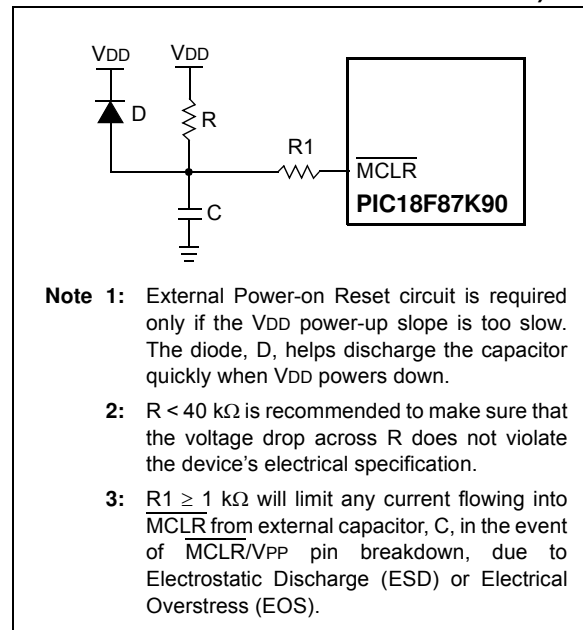 VDD VDD
D
R
R1
MCLR
PIC18F87K90
C
Note 1: External Power-on Reset circuit is required
only if the VDD power-up slope is too slow.
The diode, D, helps discharge the capacitor
quickly when VDD powers down.
2: R < 40 kΩ is recommended to make sure that
the voltage drop across R does not violate
the device's electrical specification.
3: R1 ≥ 1 kΩ will limit any current flowing into
MCLR from external capacitor, C, in the event
of MCLR/VPP pin breakdown, due to
Electrostatic Discharge (ESD) or Electrical
Overstress (EOS).